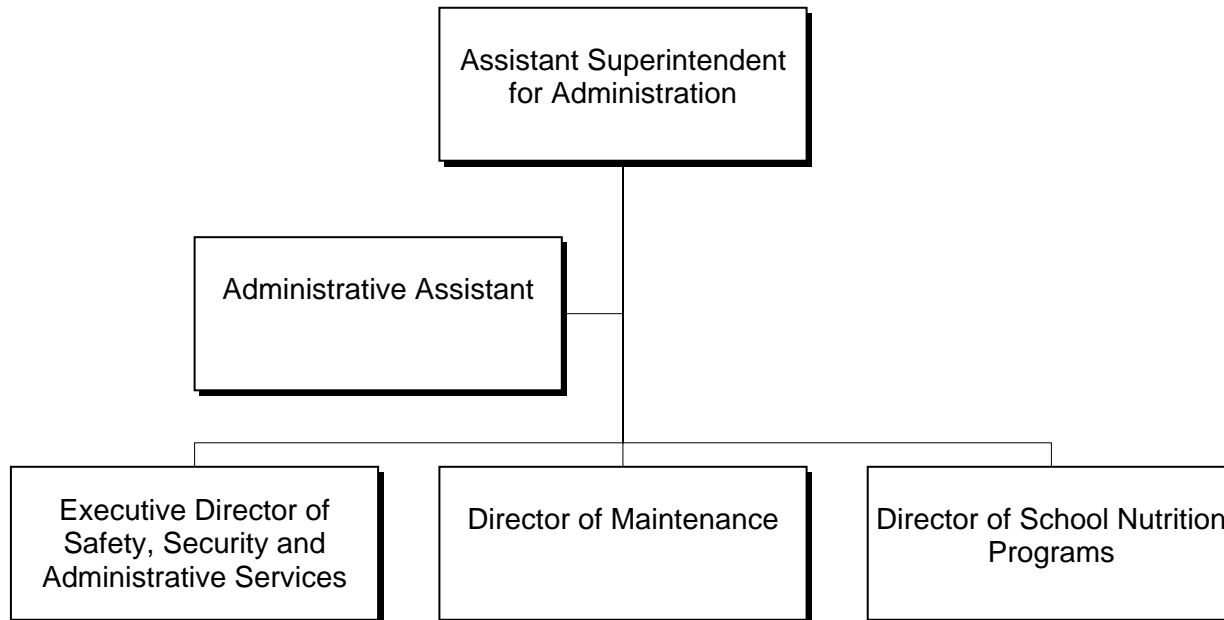 Assistant Superintendent
for Administration
Administrative Assistant
Executive Director of
Safety, Security and
Administrative Services
Director of Maintenance
Director of School Nutrition
Programs